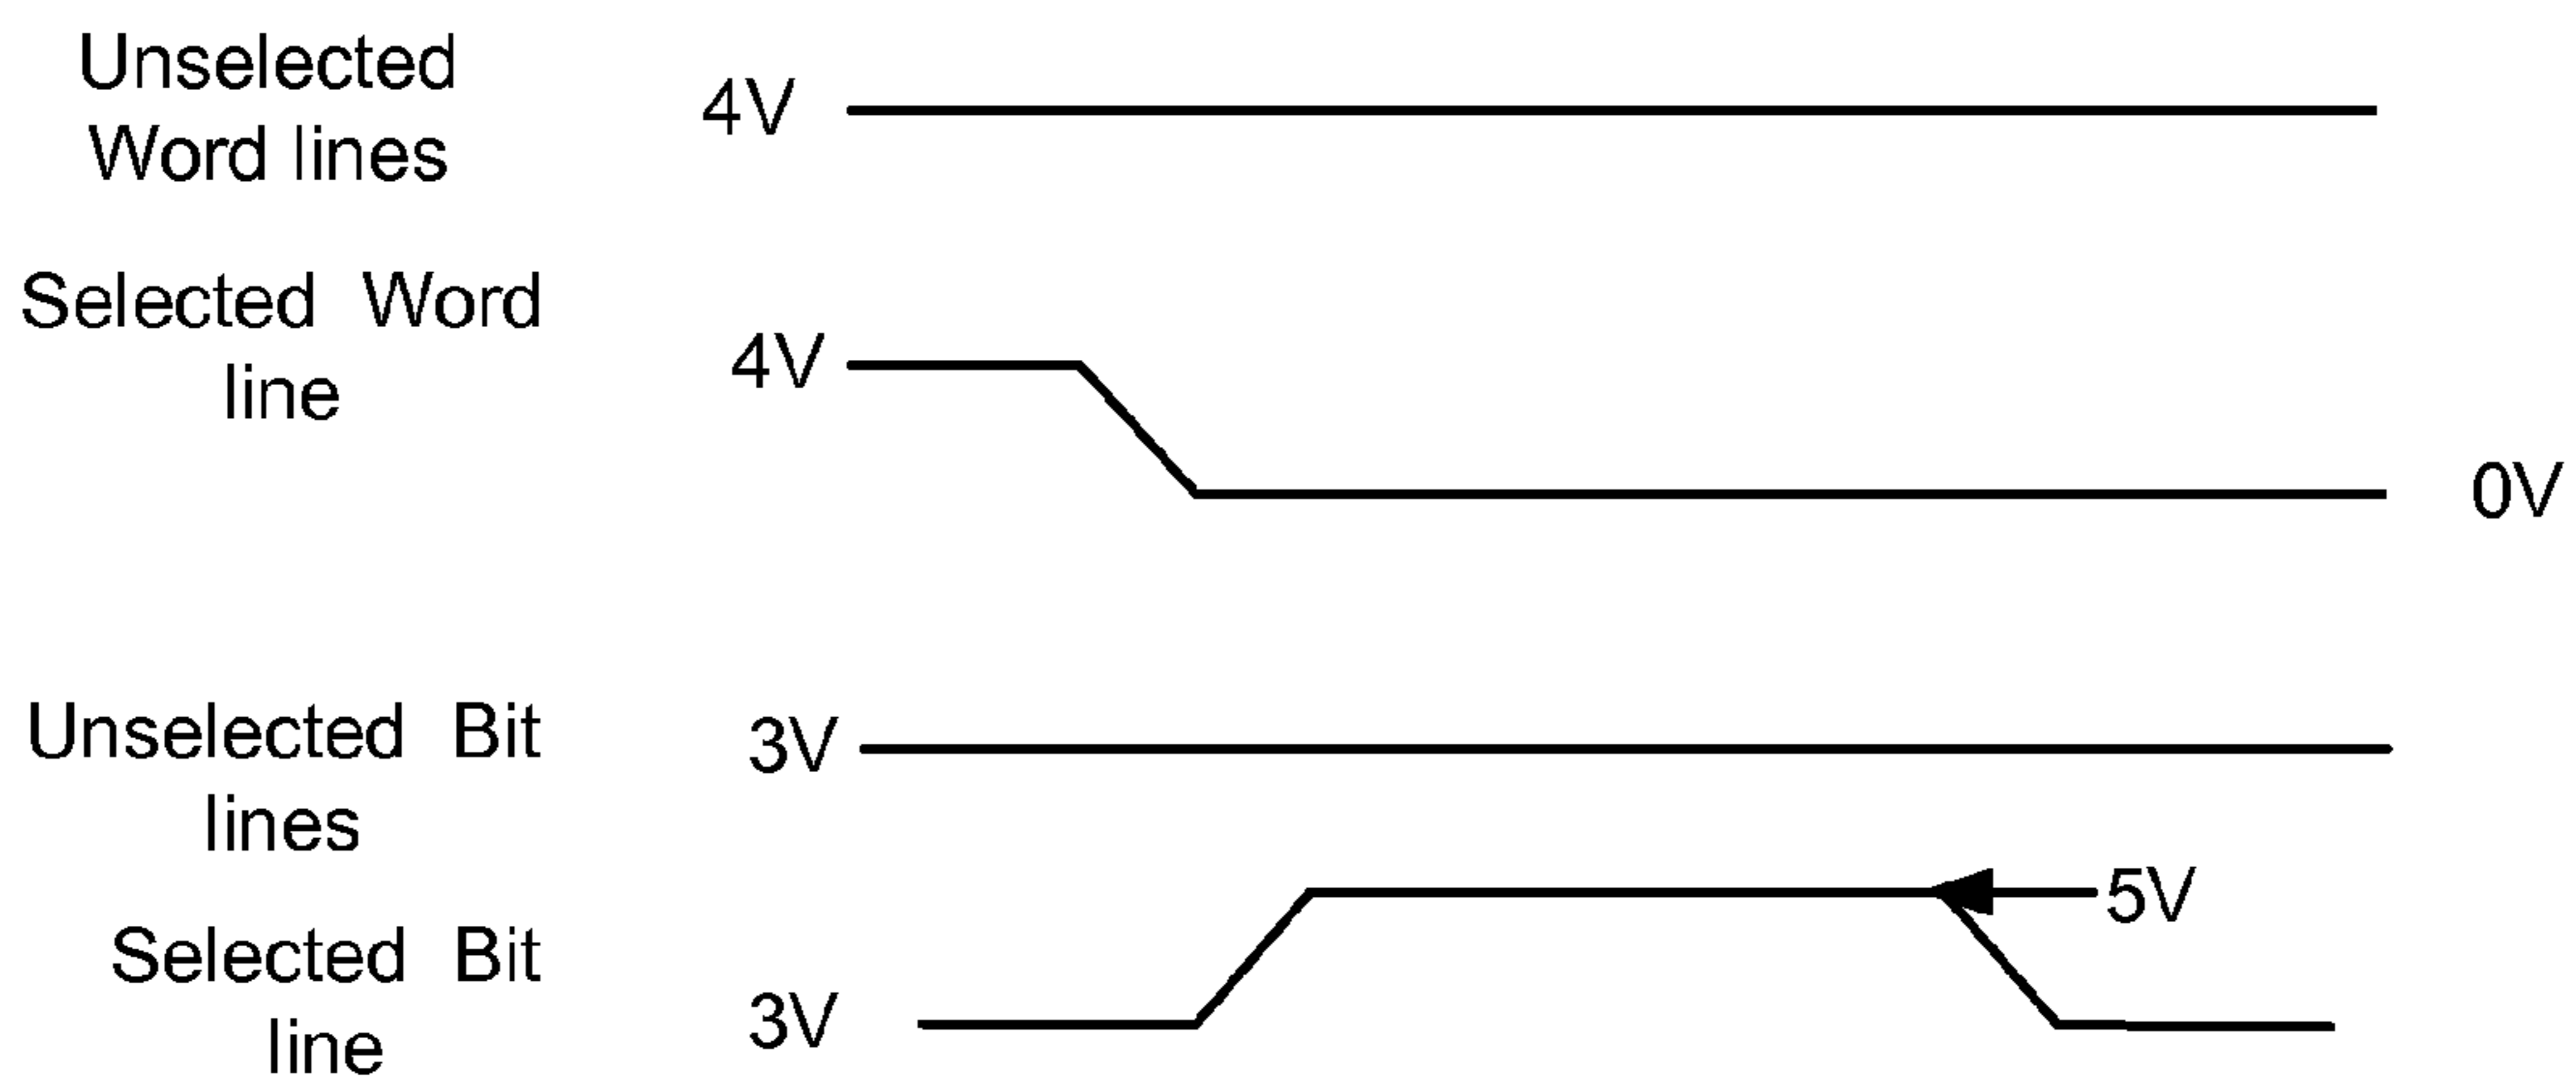 Unselected
Word lines
4V
Selected Word
line
4V
0V
Unselected Bit
lines
3V
5V
Selected Bit
line
3V